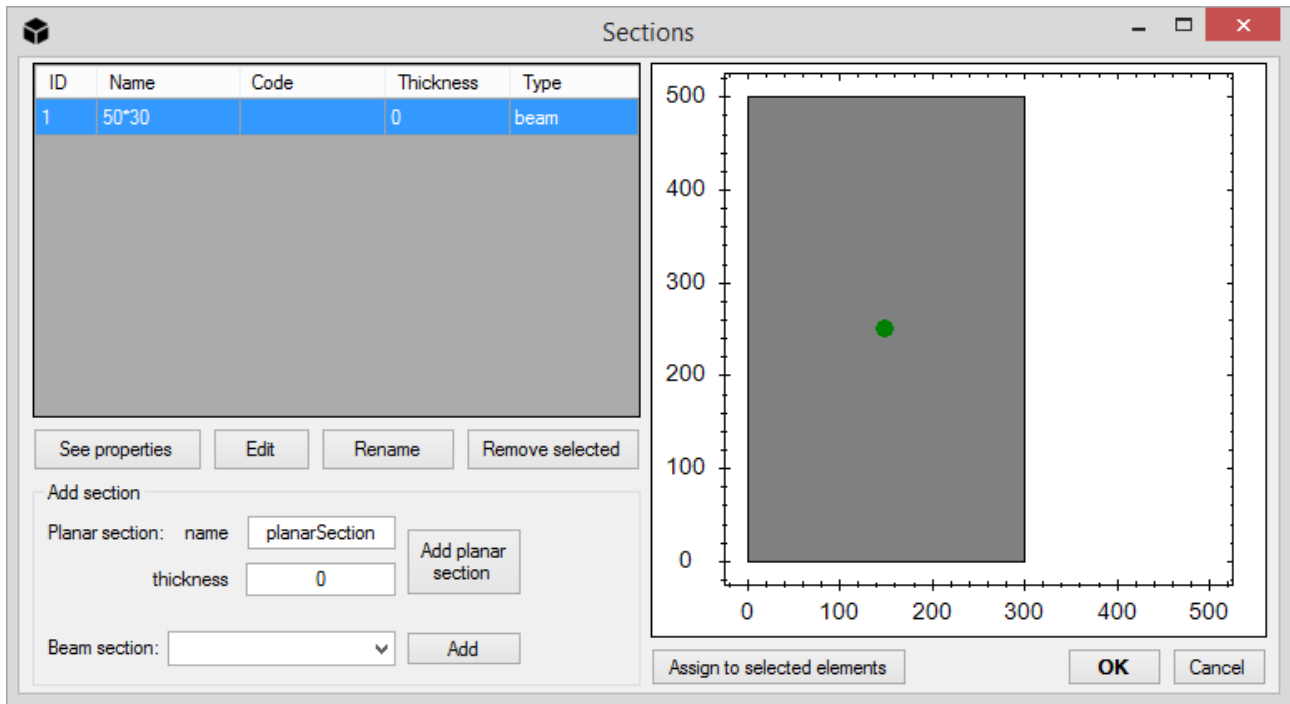 Sections
ID Name Code Thickness Type
1 50*30 0 beam
See properties Edit Rename Remove selected
Add section
Planar section: name planarSection
thickness 0
Add planar
section
Beam section: Add
500
400
300
200
100
0
0 100 200 300 400 500
Assign to selected elements OK Cancel